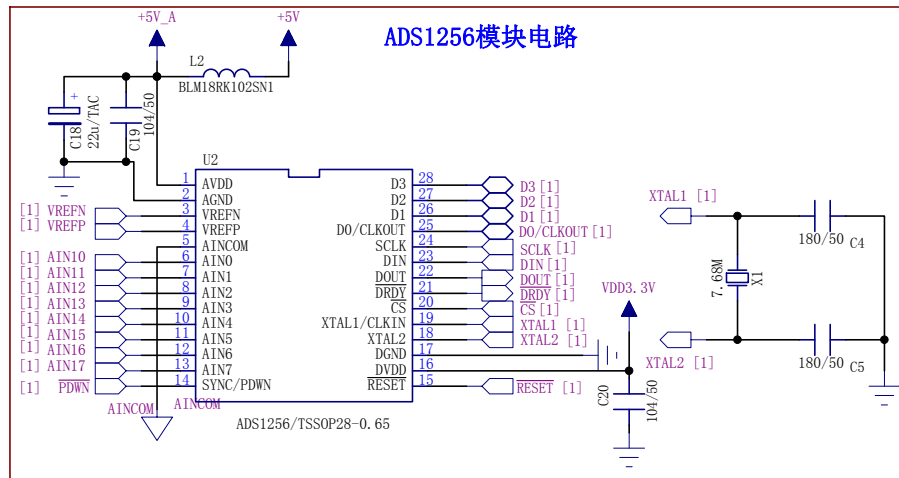 ADS1256模块电路
+5V_A
+5V
L2
BLM18RK102SN1
+
C18
22u/TAC
C19
104/50
U2
1 AVDD
2 AGND
[1] VREFN 3 VREFN
[1] VREFP 4 VREFP
5 AINCOM
[1] AIN10 6 AIN0
[1] AIN11 7 AIN1
[1] AIN12 8 AIN2
[1] AIN13 9 AIN3
[1] AIN14 10 AIN4
[1] AIN15 11 AIN5
[1] AIN16 12 AIN6
[1] AIN17 13 AIN7
[1] PDWN 14 SYNC/PDWN
AINCOM AINCOM
D3 28 D3 [1]
D2 27 D2 [1]
D1 26 D1 [1]
D0/CLKOUT 25 D0/CLKOUT [1]
SCLK 24 SCLK [1]
DIN 23 DIN [1]
DOUT 22 DOUT [1]
DRDY 21 DRDY [1]
CS 20 CS [1]
XTAL1/CLKIN 19 XTAL1 [1]
XTAL2 18 XTAL2 [1]
DGND 17
DVDD 16
RESET 15 RESET [1]
ADS1256/TSSOP28-0.65
VDD3.3V
C20
104/50
XTAL1 [1]
180/50 C4
7.68M
X1
XTAL2 [1]
180/50 C5